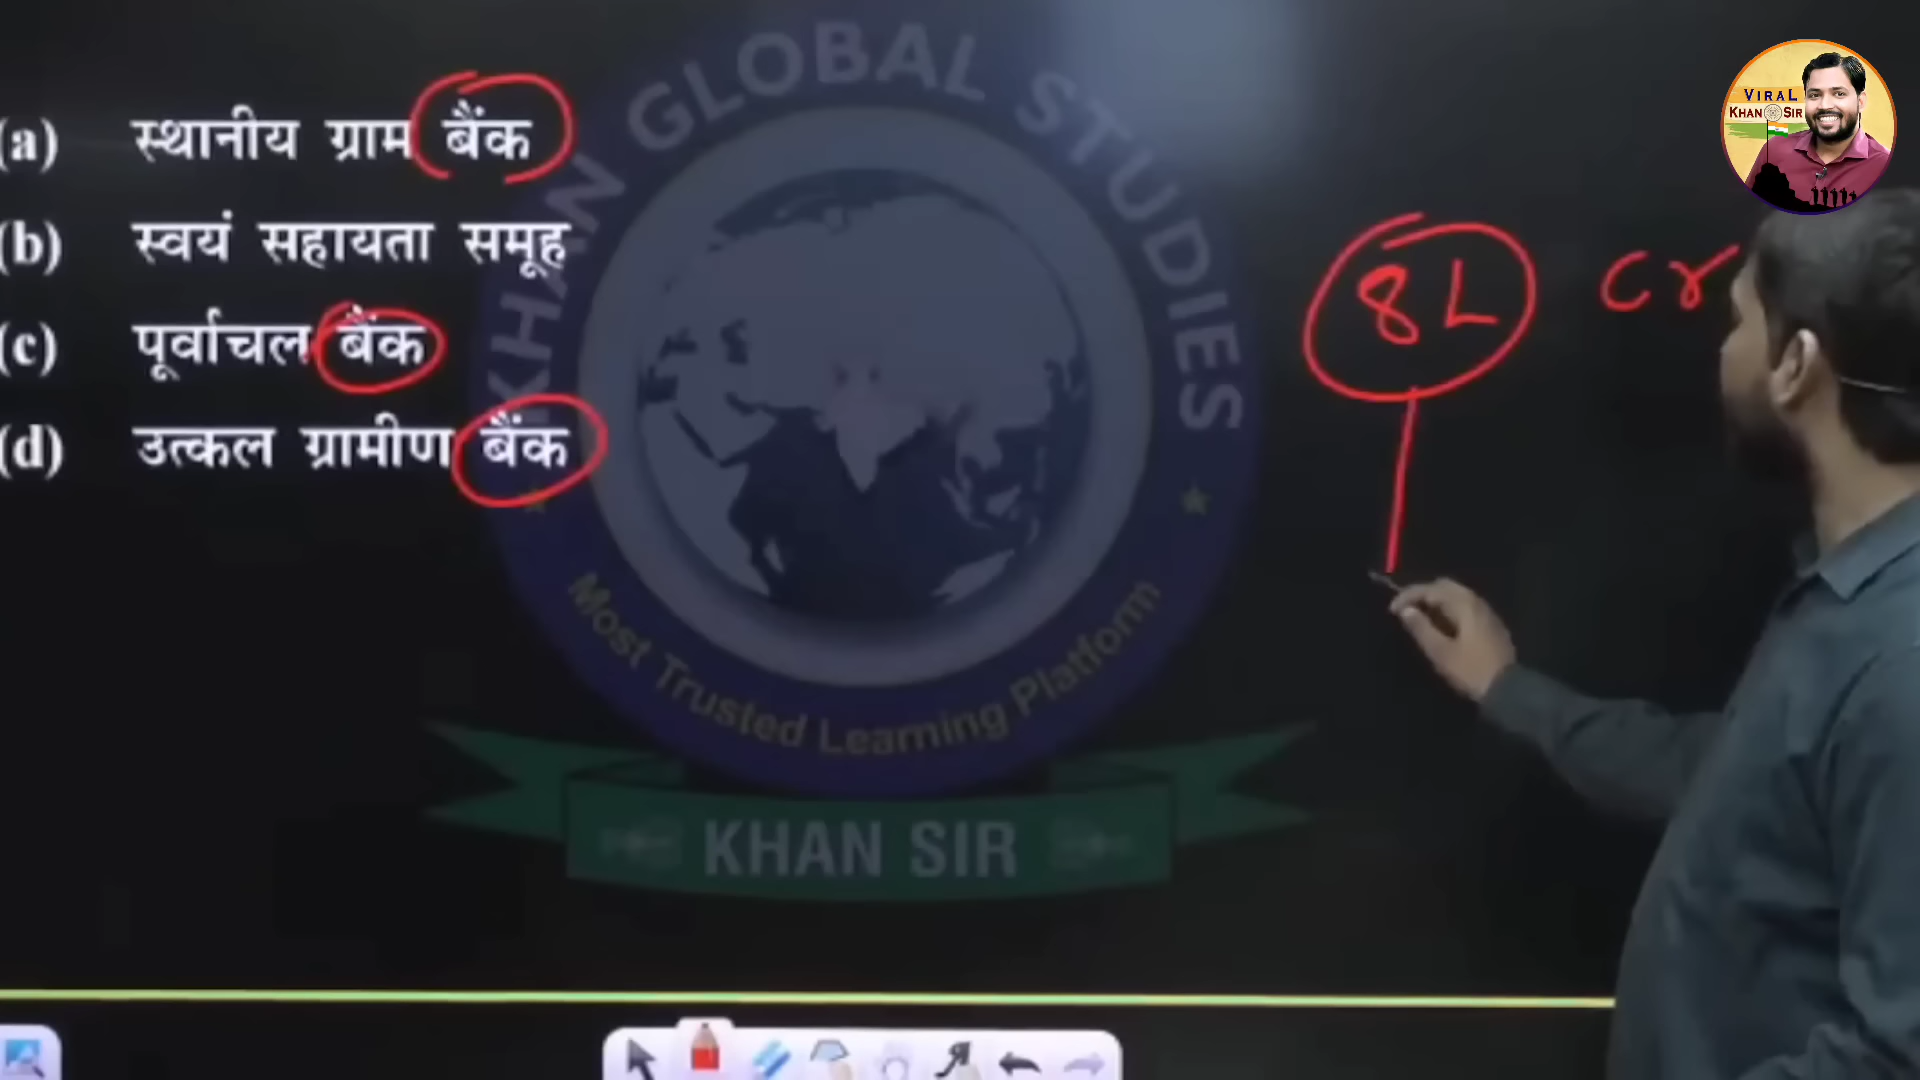 KHAN GLOBAL STUDIES
VIRAL
KHAN SIR
(a) स्थानीय ग्राम बैंक
(b) स्वयं सहायता समूह
(c) पूर्वाचल बैंक
(d) उत्कल ग्रामीण बैंक
8L cr
Most Trusted Learning Platform
KHAN SIR